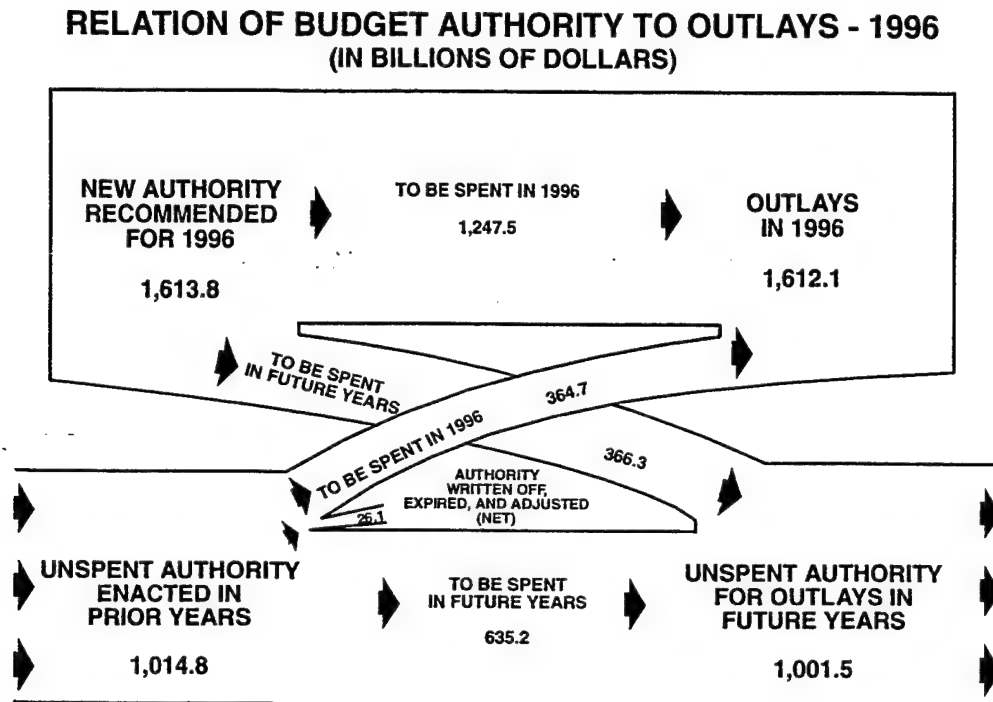 RELATION OF BUDGET AUTHORITY TO OUTLAYS - 1996
(IN BILLIONS OF DOLLARS)
NEW AUTHORITY
RECOMMENDED
FOR 1996
1,613.8
TO BE SPENT IN 1996
1,247.5
OUTLAYS
IN 1996
1,612.1
TO BE SPENT
IN FUTURE YEARS
TO BE SPENT IN 1996
364.7
366.3
AUTHORITY
WRITTEN OFF,
EXPIRED, AND ADJUSTED
(NET)
26.1
UNSPENT AUTHORITY
ENACTED IN
PRIOR YEARS
1,014.8
TO BE SPENT
IN FUTURE YEARS
635.2
UNSPENT AUTHORITY
FOR OUTLAYS IN
FUTURE YEARS
1,001.5